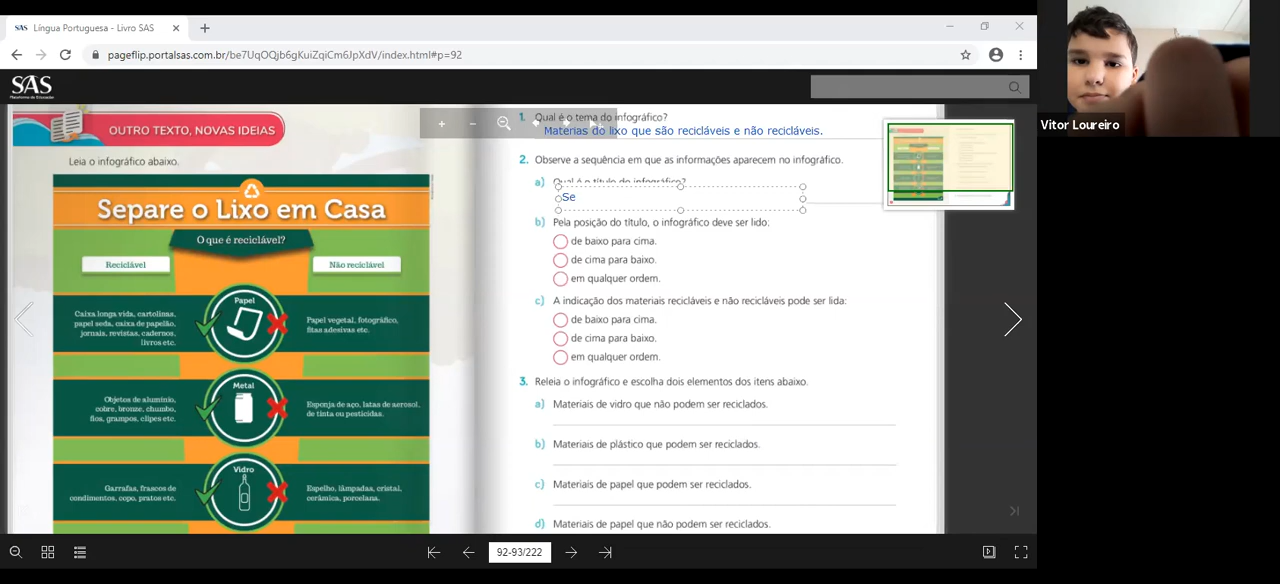 SAS Língua Portuguesa - Livro SAS
pageflip.portalsas.com.br/be7UqOQjb6gKuiZqiCm6JpXdV/index.html#p=92
SAS
Plataforma de Educação
OUTRO TEXTO, NOVAS IDEIAS
Leia o infográfico abaixo.
Separe o Lixo em Casa
O que é reciclável?
Reciclável
Não reciclável
Papel
Caixa longa vida, cartolinas,
papel seda, caixa de papelão,
jornais, revistas, cadernos,
livros etc.
Papel vegetal, fotográfico,
fitas adesivas etc.
Metal
Objetos de alumínio,
cobre, bronze, chumbo,
fios, grampos, clipes etc.
Esponja de aço, latas de aerosol,
de tinta ou pesticidas.
Vidro
Garrafas, frascos de
condimentos, copo, pratos etc.
Espelho, lâmpadas, cristal,
cerâmica, porcelana.
1. Qual é o tema do infográfico?
Materias do lixo que são recicláveis e não recicláveis.
2. Observe a sequência em que as informações aparecem no infográfico.
a) Qual é o título do infográfico?
Se
b) Pela posição do título, o infográfico deve ser lido:
de baixo para cima.
de cima para baixo.
em qualquer ordem.
c) A indicação dos materiais recicláveis e não recicláveis pode ser lida:
de baixo para cima.
de cima para baixo.
em qualquer ordem.
3. Releia o infográfico e escolha dois elementos dos itens abaixo.
a) Materiais de vidro que não podem ser reciclados.
b) Materiais de plástico que podem ser reciclados.
c) Materiais de papel que podem ser reciclados.
d) Materiais de papel que não podem ser reciclados.
92-93/222
Vitor Loureiro